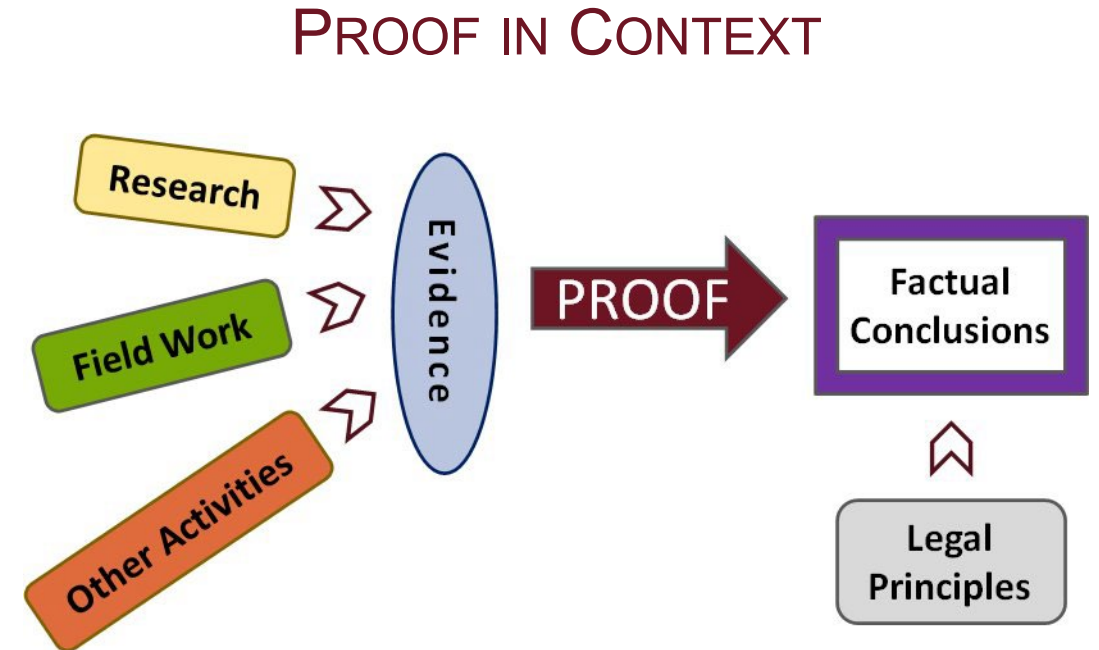 PROOF IN CONTEXT
Research
Field Work
Other Activities
Evidence
PROOF
Factual
Conclusions
Legal
Principles